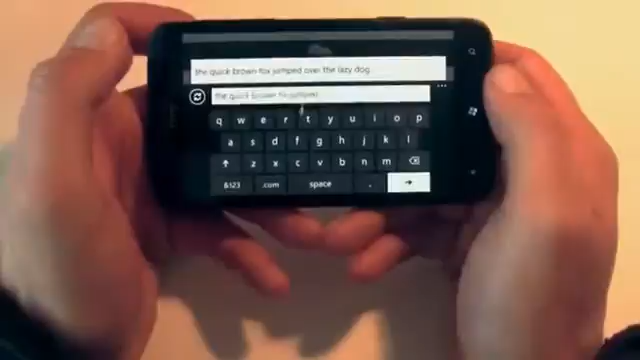 the quick brown fox jumped over the lazy dog.
the quick brown fox jumped
q w e r t y u i o p
a s d f g h j k l
z x c v b n m
&123 .com space .